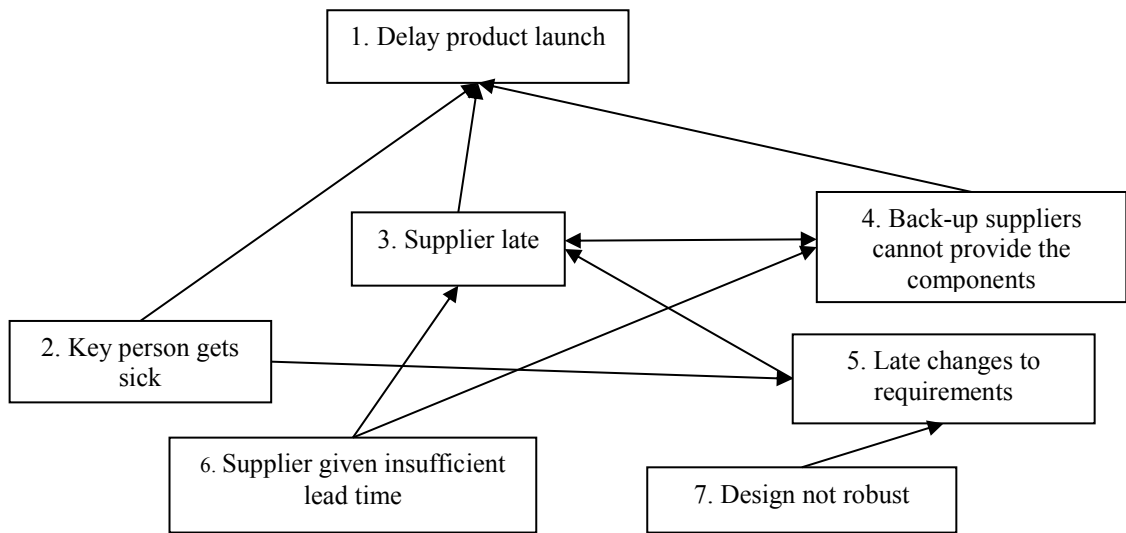 1. Delay product launch
3. Supplier late
4. Back-up suppliers
cannot provide the
components
2. Key person gets
sick
5. Late changes to
requirements
6. Supplier given insufficient
lead time
7. Design not robust